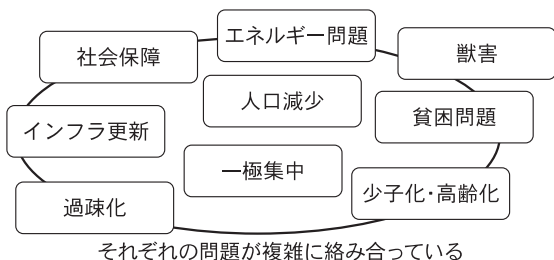 エネルギー問題
社会保障
獣害
人口減少
貧困問題
インフラ更新
一極集中
少子化・高齢化
過疎化
それぞれの問題が複雑に絡み合っている